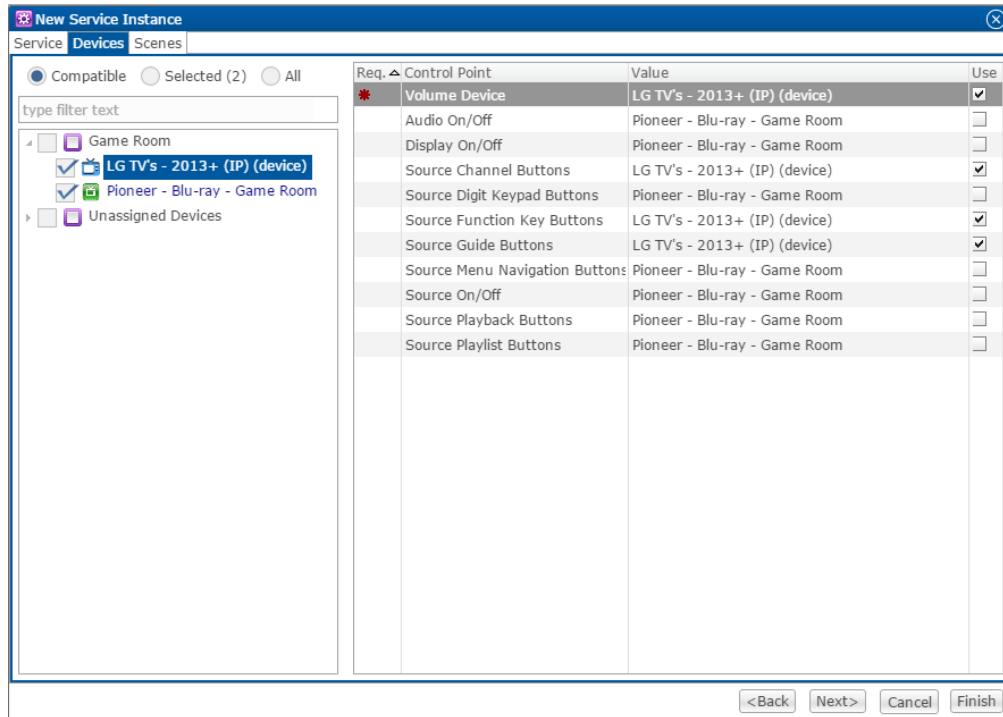 New Service Instance
Service Devices Scenes
Compatible Selected (2) All
type filter text
Game Room
LG TV's - 2013+ (IP) (device)
Pioneer - Blu-ray - Game Room
Unassigned Devices
Req. Control Point Value Use
Volume Device LG TV's - 2013+ (IP) (device)
Audio On/Off Pioneer - Blu-ray - Game Room
Display On/Off Pioneer - Blu-ray - Game Room
Source Channel Buttons LG TV's - 2013+ (IP) (device)
Source Digit Keypad Buttons Pioneer - Blu-ray - Game Room
Source Function Key Buttons LG TV's - 2013+ (IP) (device)
Source Guide Buttons LG TV's - 2013+ (IP) (device)
Source Menu Navigation Buttons Pioneer - Blu-ray - Game Room
Source On/Off Pioneer - Blu-ray - Game Room
Source Playback Buttons Pioneer - Blu-ray - Game Room
Source Playlist Buttons Pioneer - Blu-ray - Game Room
<Back Next> Cancel Finish